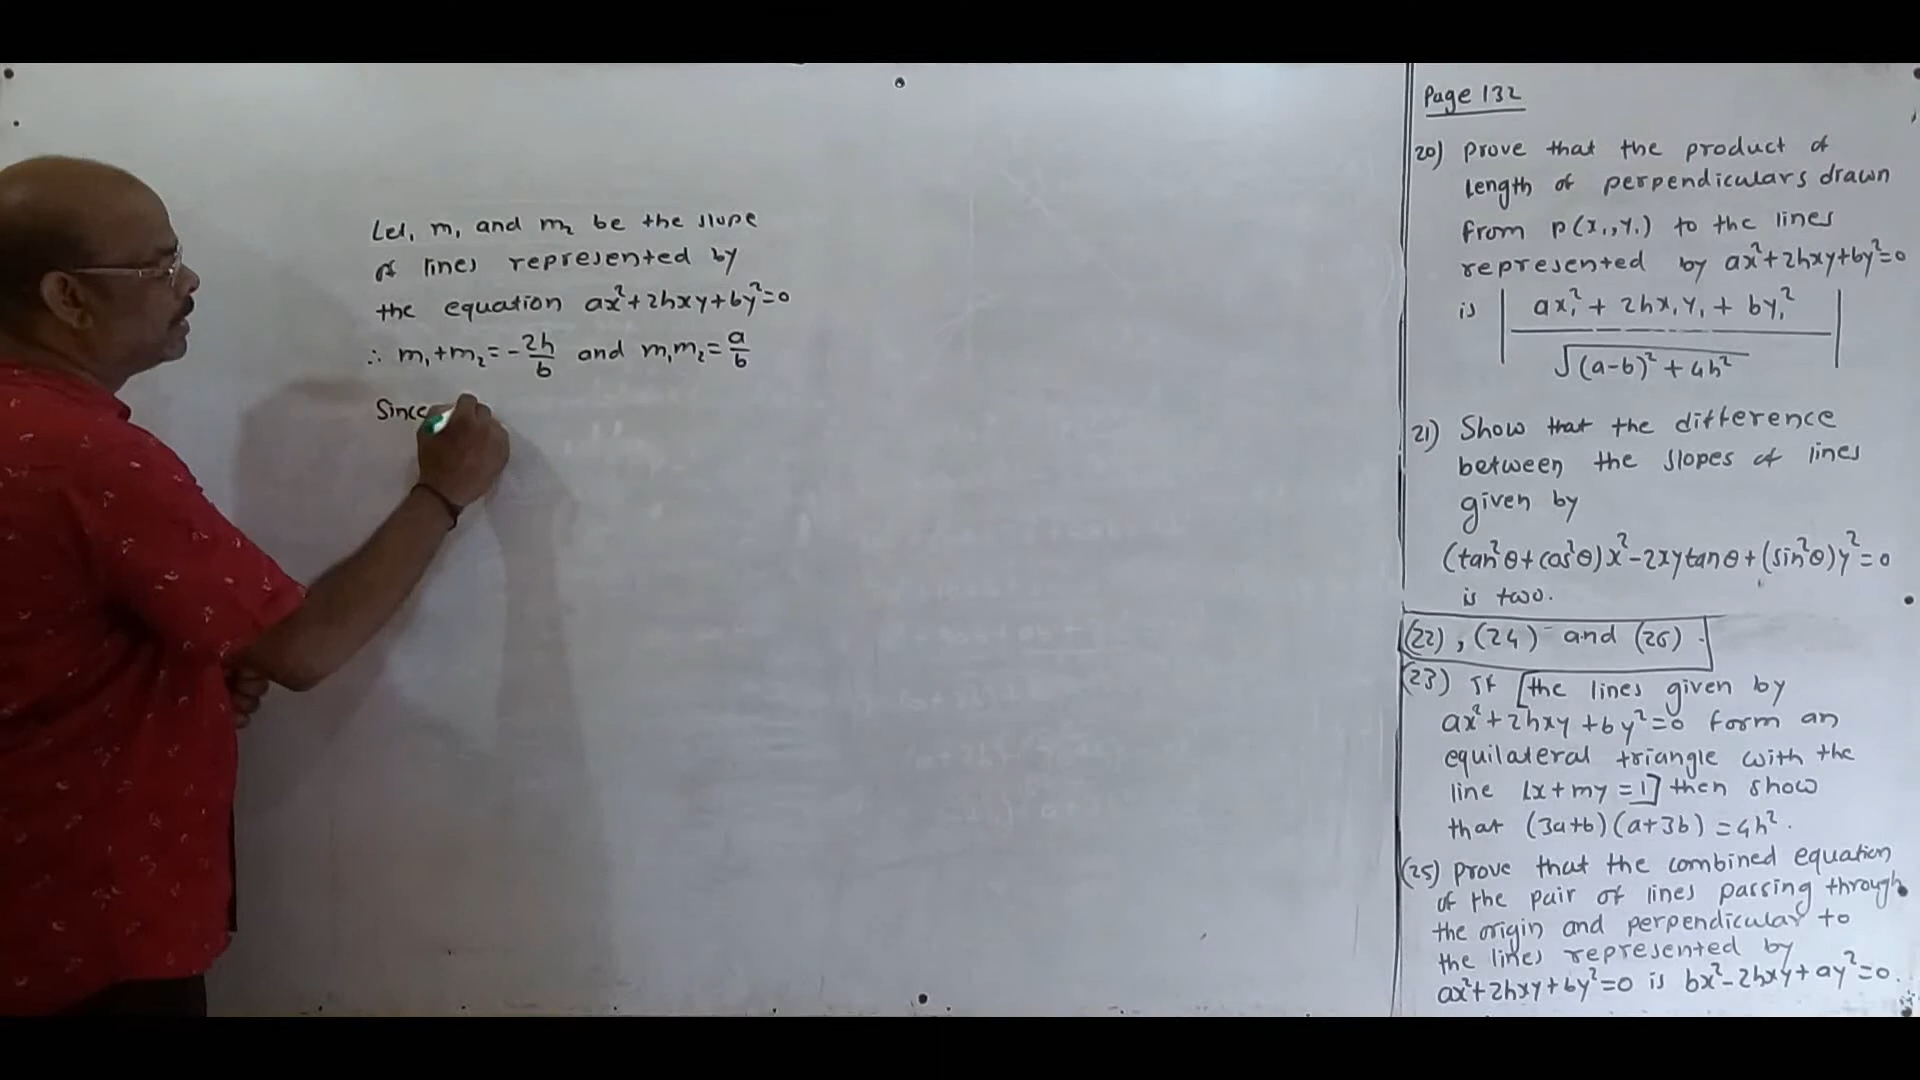 Let, m₁ and m₂ be the slope
of lines represented by
the equation ax²+2hxy+by²=0
∴ m₁+m₂=-2h/b and m₁m₂=a/b
Since
Page 132
20) prove that the product of
length of perpendiculars drawn
from p(x₁,y₁) to the lines
represented by ax²+2hxy+by²=0
is | ax₁²+2hx₁y₁+by₁² / √(a-b)²+4h² |
21) Show that the difference
between the slopes of lines
given by
(tan²θ+cos²θ)x²-2xytanθ+(sin²θ)y²=0
is two.
(22), (24) and (26).
(23) If [the lines given by
ax²+2hxy+by²=0 form an
equilateral triangle with the
line lx+my=1] then show
that (3a+b)(a+3b)=4h².
(25) prove that the combined equation
of the pair of lines passing through
the origin and perpendicular to
the lines represented by
ax²+2hxy+by²=0 is bx²-2hxy+ay²=0.